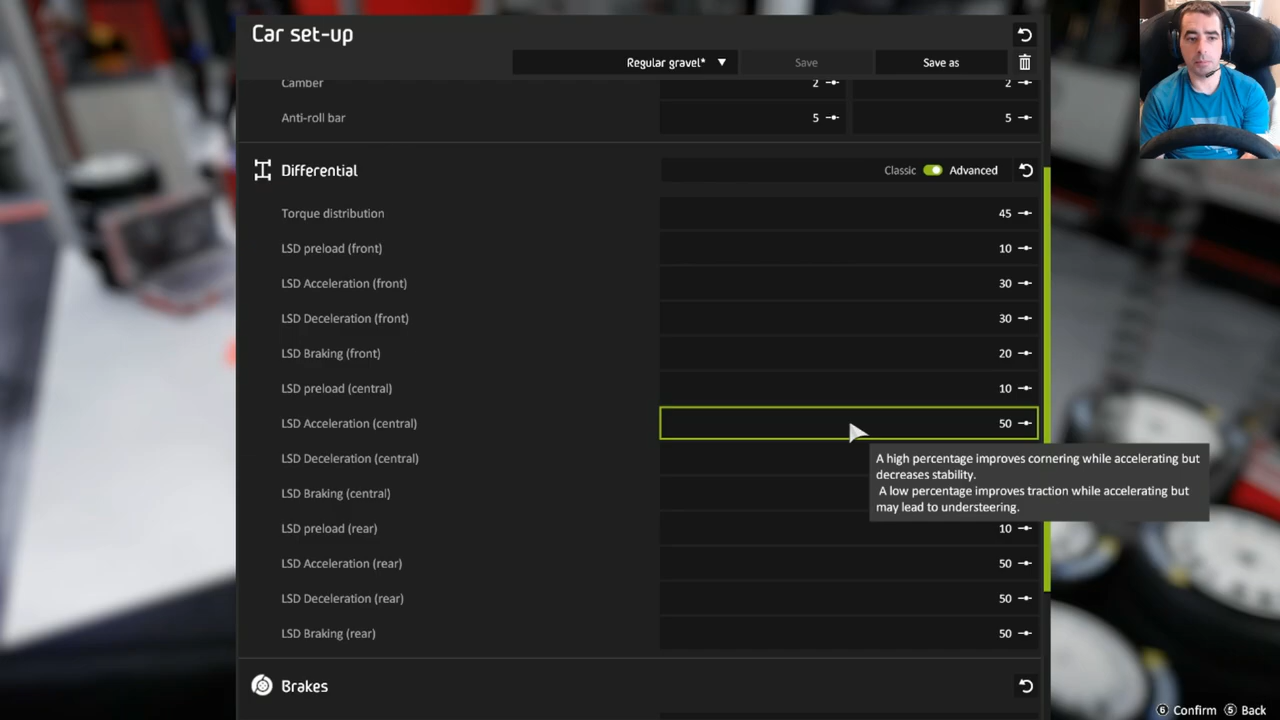 Car set-up
Regular gravel* ▼ Save Save as
Camber 2 2
Anti-roll bar 5 5
Differential Classic Advanced
Torque distribution 45
LSD preload (front) 10
LSD Acceleration (front) 30
LSD Deceleration (front) 30
LSD Braking (front) 20
LSD preload (central) 10
LSD Acceleration (central) 50
LSD Deceleration (central)
LSD Braking (central)
A high percentage improves cornering while accelerating but
decreases stability.
A low percentage improves traction while accelerating but
may lead to understeering.
LSD preload (rear) 10
LSD Acceleration (rear) 50
LSD Deceleration (rear) 50
LSD Braking (rear) 50
Brakes
6 Confirm 5 Back